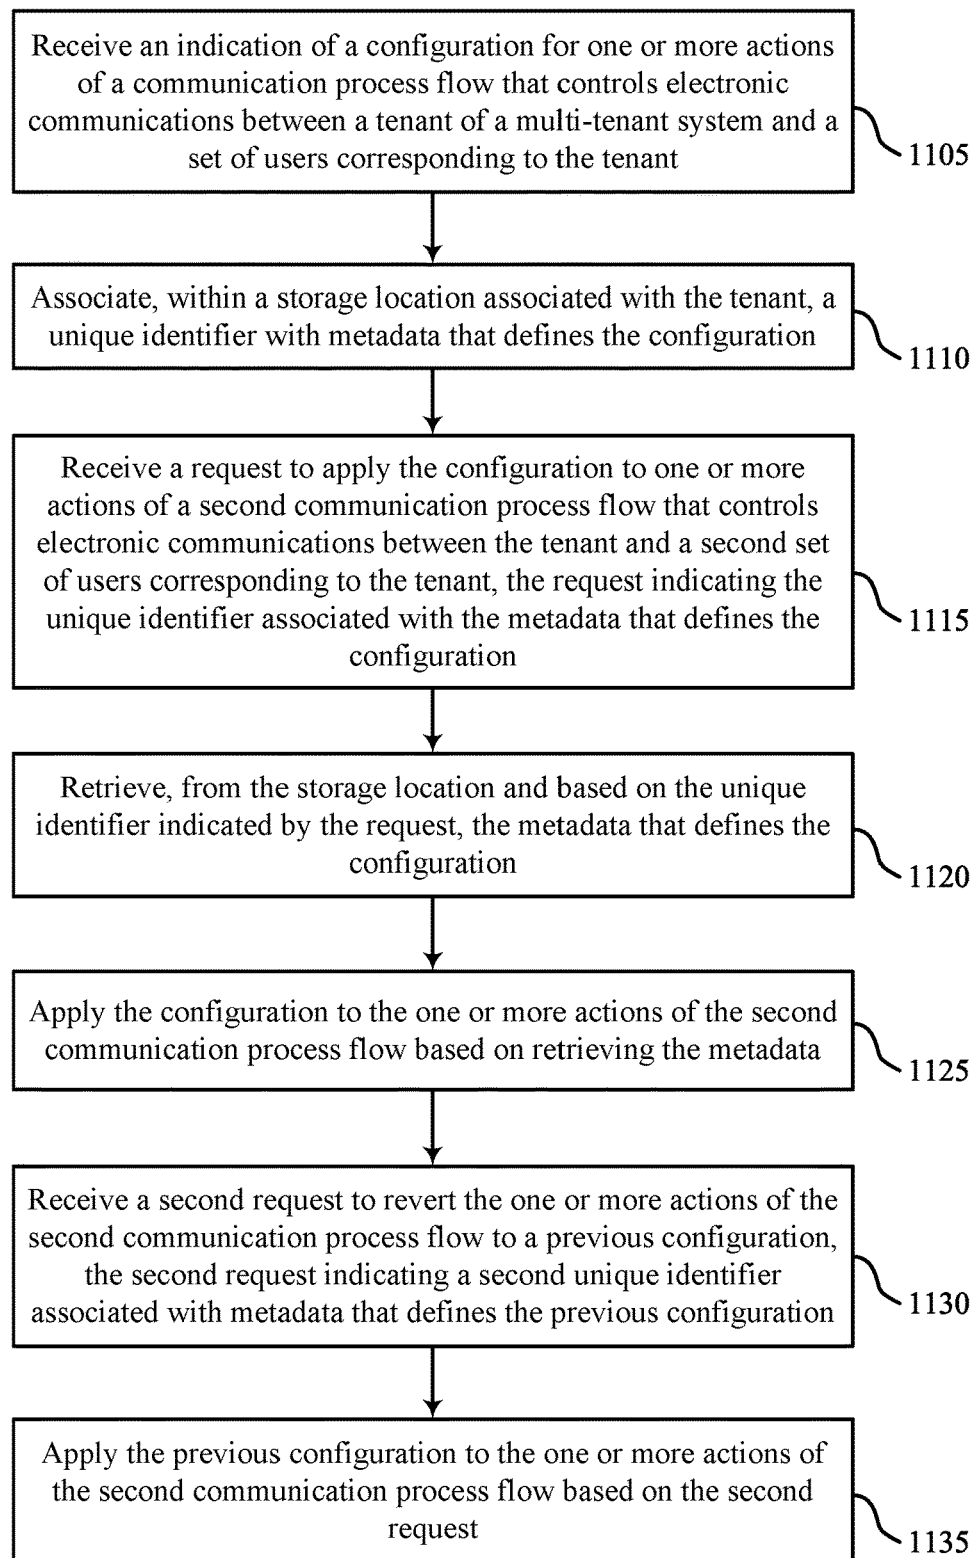 Receive an indication of a configuration for one or more actions
of a communication process flow that controls electronic
communications between a tenant of a multi-tenant system and a
set of users corresponding to the tenant
1105
Associate, within a storage location associated with the tenant, a
unique identifier with metadata that defines the configuration
1110
Receive a request to apply the configuration to one or more
actions of a second communication process flow that controls
electronic communications between the tenant and a second set
of users corresponding to the tenant, the request indicating the
unique identifier associated with the metadata that defines the
configuration
1115
Retrieve, from the storage location and based on the unique
identifier indicated by the request, the metadata that defines the
configuration
1120
Apply the configuration to the one or more actions of the second
communication process flow based on retrieving the metadata
1125
Receive a second request to revert the one or more actions of the
second communication process flow to a previous configuration,
the second request indicating a second unique identifier
associated with metadata that defines the previous configuration
1130
Apply the previous configuration to the one or more actions of
the second communication process flow based on the second
request
1135